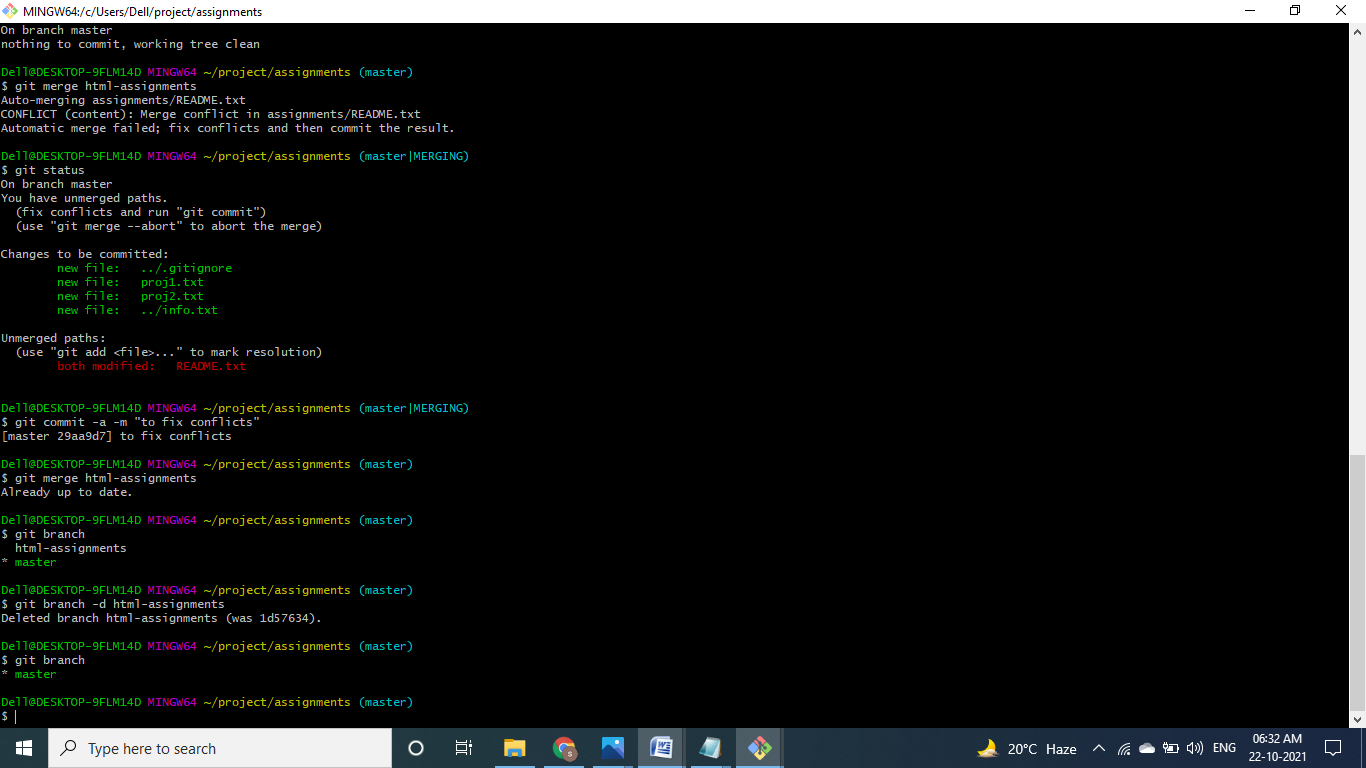 MINGW64:/c/Users/Dell/project/assignments
On branch master
nothing to commit, working tree clean
Dell@DESKTOP-9FLM14D MINGW64 ~/project/assignments (master)
$ git merge html-assignments
Auto-merging assignments/README.txt
CONFLICT (content): Merge conflict in assignments/README.txt
Automatic merge failed; fix conflicts and then commit the result.
Dell@DESKTOP-9FLM14D MINGW64 ~/project/assignments (master|MERGING)
$ git status
On branch master
You have unmerged paths.
  (fix conflicts and run "git commit")
  (use "git merge --abort" to abort the merge)
Changes to be committed:
        new file:   ../.gitignore
        new file:   proj1.txt
        new file:   proj2.txt
        new file:   ../info.txt
Unmerged paths:
  (use "git add <file>..." to mark resolution)
        both modified:   README.txt
Dell@DESKTOP-9FLM14D MINGW64 ~/project/assignments (master|MERGING)
$ git commit -a -m "to fix conflicts"
[master 29aa9d7] to fix conflicts
Dell@DESKTOP-9FLM14D MINGW64 ~/project/assignments (master)
$ git merge html-assignments
Already up to date.
Dell@DESKTOP-9FLM14D MINGW64 ~/project/assignments (master)
$ git branch
  html-assignments
* master
Dell@DESKTOP-9FLM14D MINGW64 ~/project/assignments (master)
$ git branch -d html-assignments
Deleted branch html-assignments (was 1d57634).
Dell@DESKTOP-9FLM14D MINGW64 ~/project/assignments (master)
$ git branch
* master
Dell@DESKTOP-9FLM14D MINGW64 ~/project/assignments (master)
$
Type here to search
20°C Haze
ENG
06:32 AM
22-10-2021